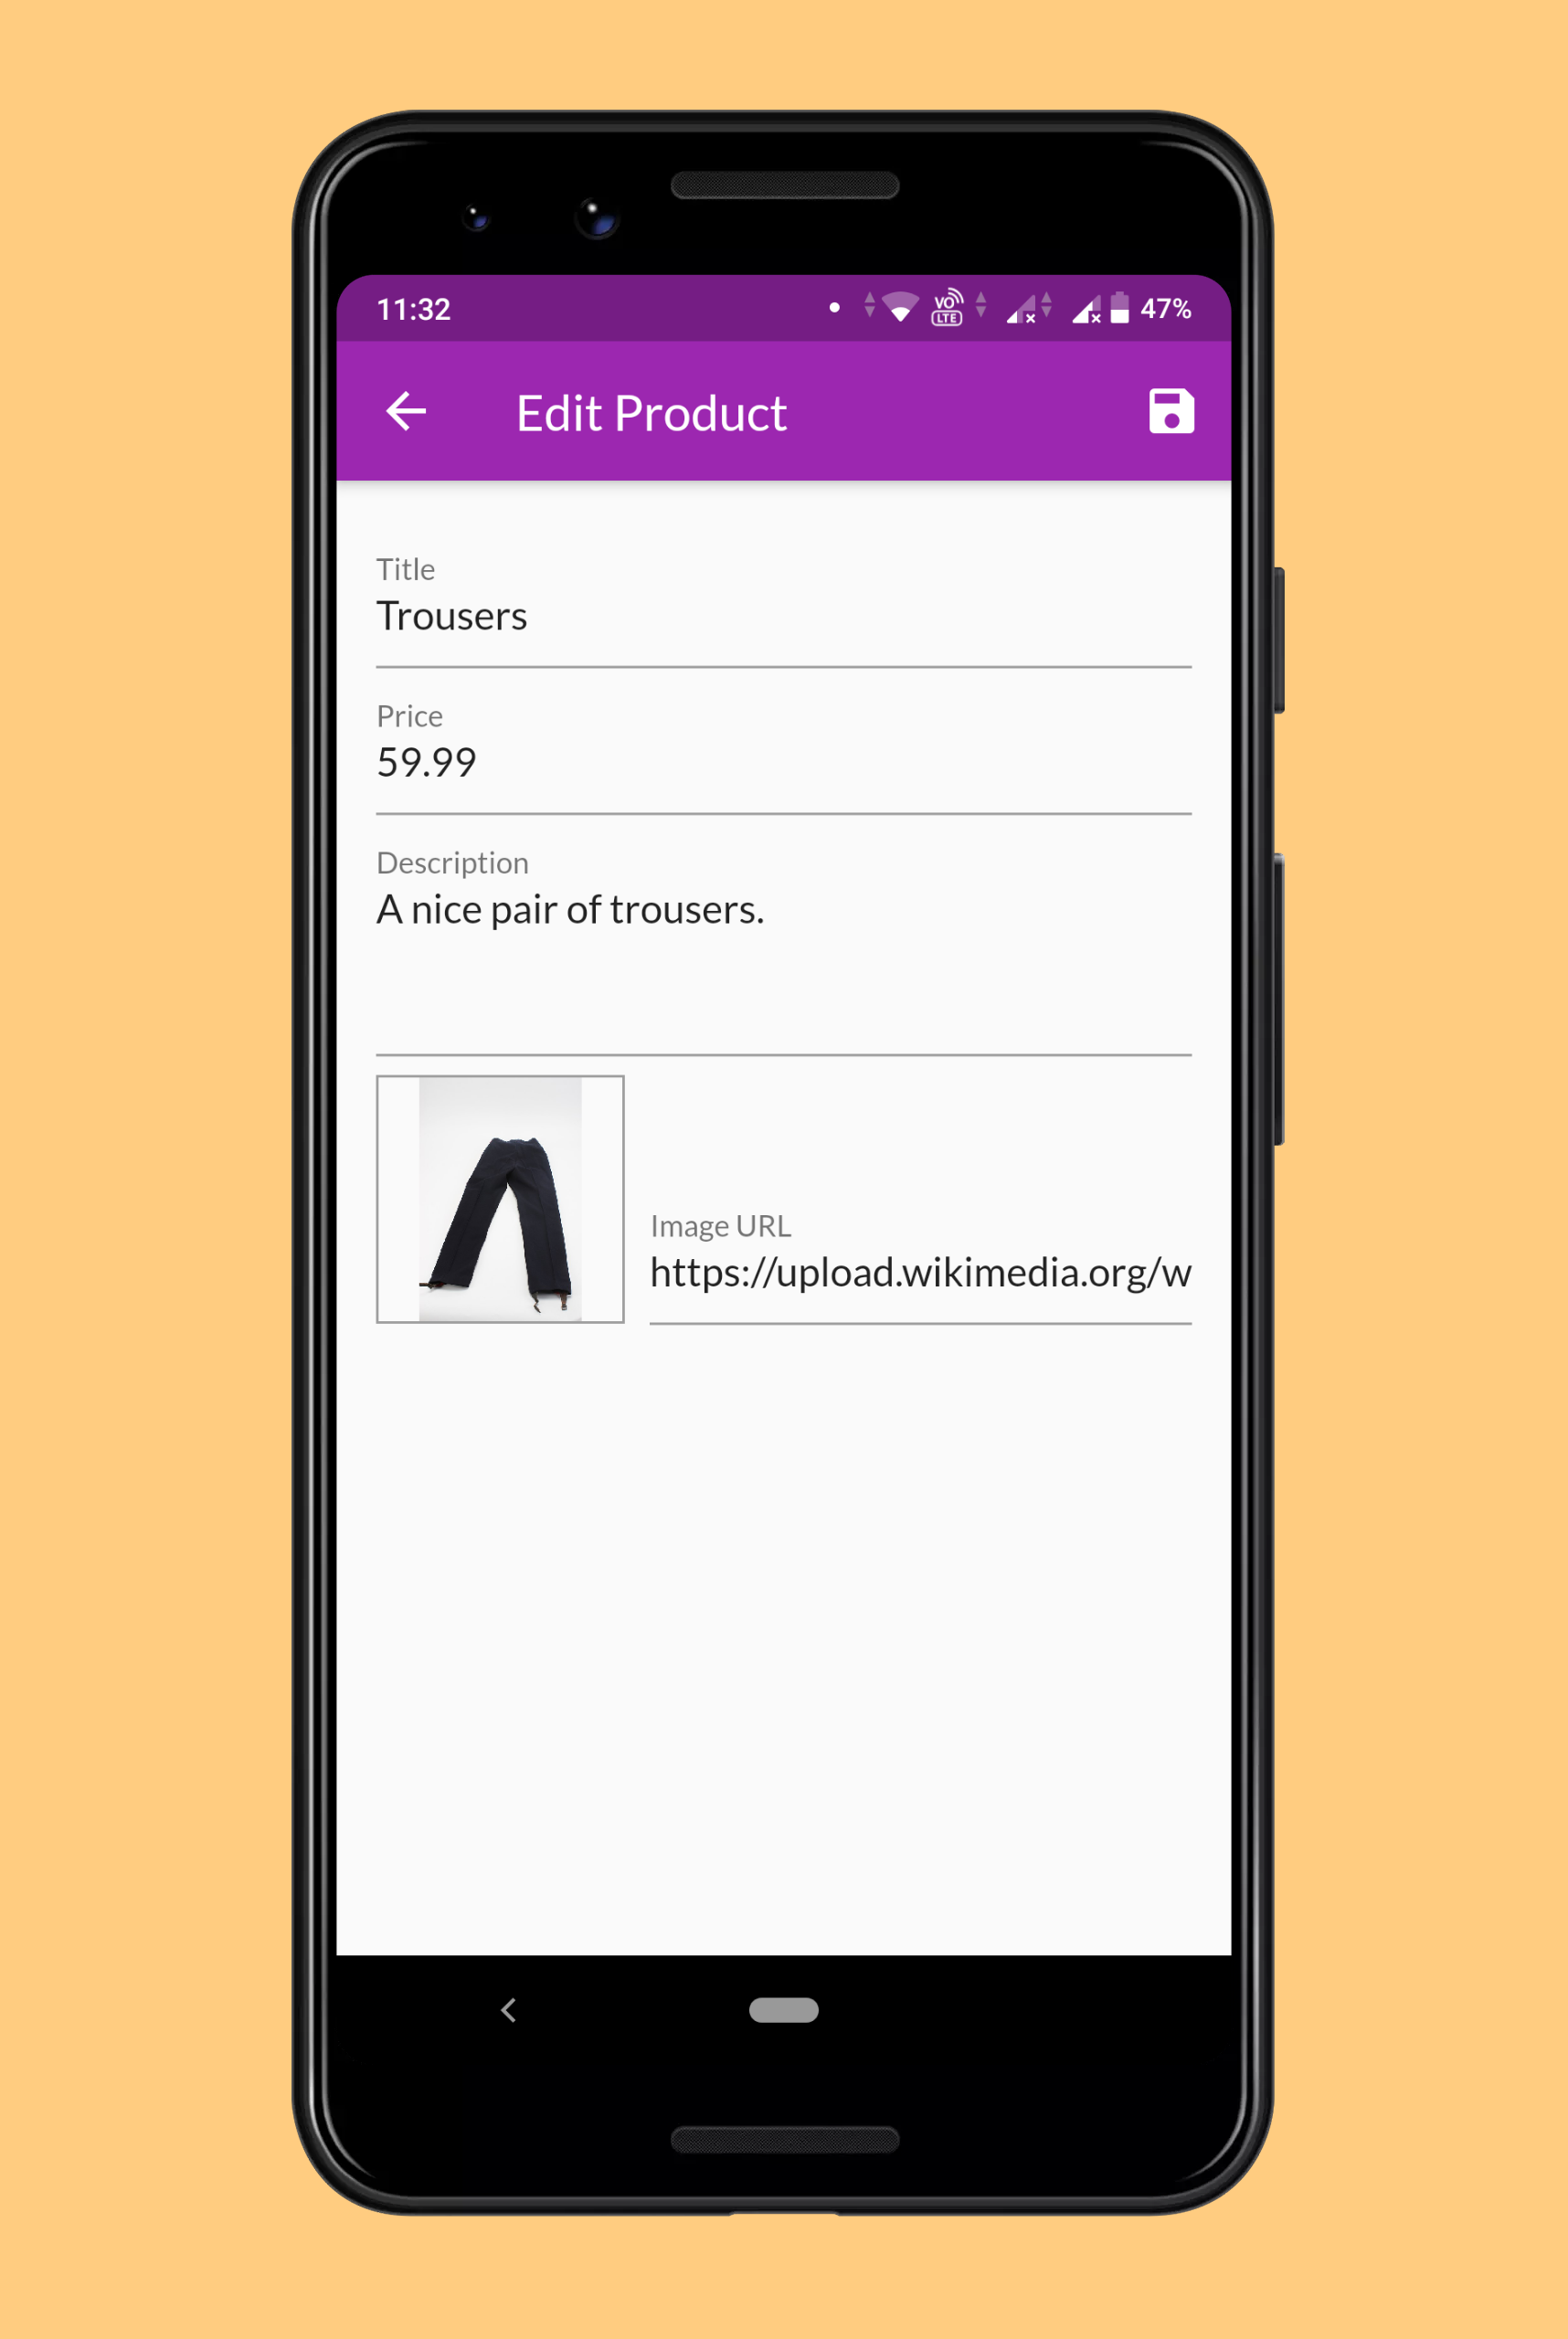 11:32
VO
LTE
47%
Edit Product
Title
Trousers
Price
59.99
Description
A nice pair of trousers.
Image URL
https://upload.wikimedia.org/w